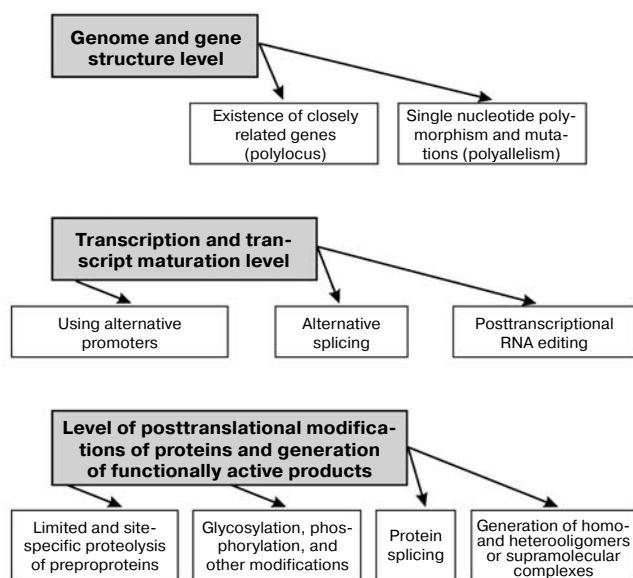 Genome and gene
structure level
Existence of closely
related genes
(polylocus)
Single nucleotide poly-
morphism and muta-
tions (polyallelism)
Transcription and tran-
script maturation level
Using alternative
promoters
Alternative
splicing
Posttranscriptional
RNA editing
Level of posttranslational modifica-
tions of proteins and generation
of functionally active products
Limited and site-
specific proteolysis
of preproproteins
Glycosylation, phos-
phorylation, and
other modifications
Protein
splicing
Generation of homo-
and heterooligomers
or supramolecular
complexes